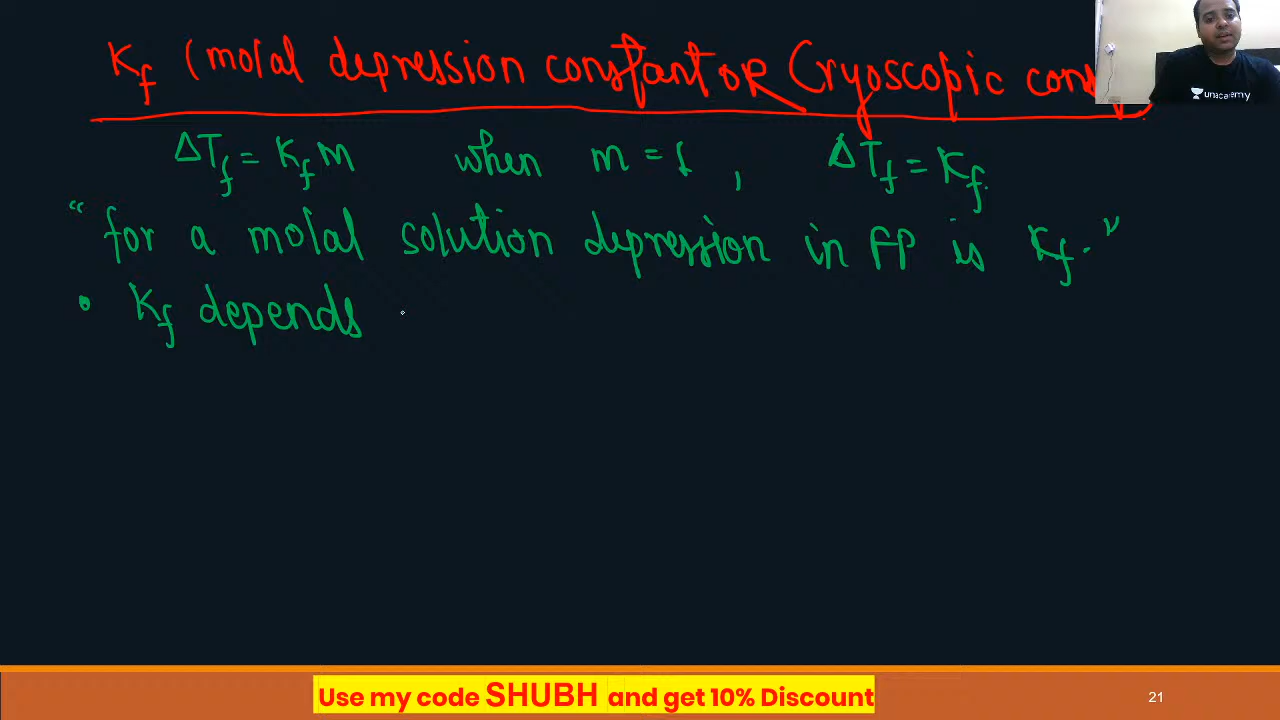 Kf (molal depression constant OR Cryoscopic const
unacademy
ΔTf = Kf m when m = 1 , ΔTf = Kf.
"for a molal solution depression in FP is Kf."
• Kf depends
Use my code SHUBH and get 10% Discount
21